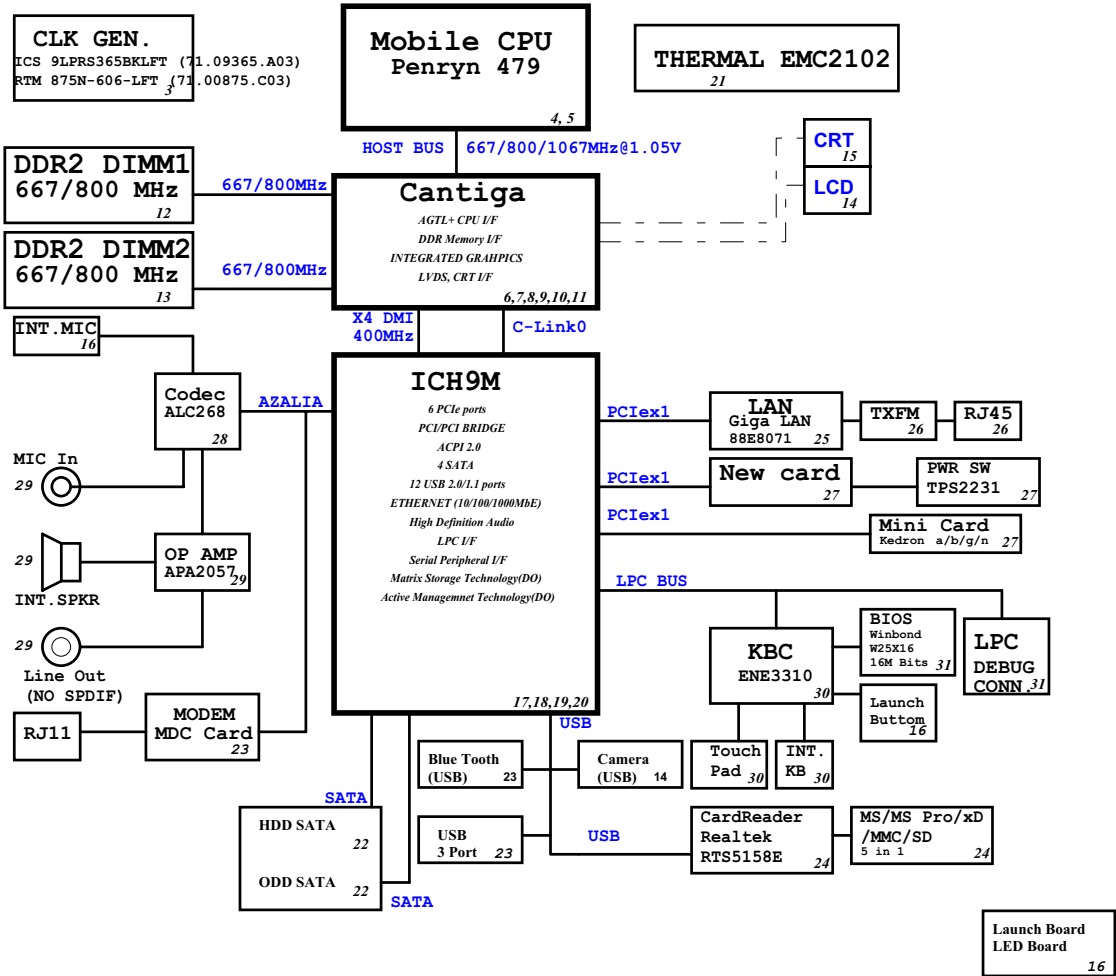 CLK GEN.
ICS 9LPRS365BKLFT (71.09365.A03)
RTM 875N-606-LFT (71.00875.C03)
3
Mobile CPU
Penryn 479
4, 5
THERMAL EMC2102
21
HOST BUS 667/800/1067MHz@1.05V
CRT
15
LCD
14
DDR2 DIMM1
667/800 MHz
12
667/800MHz
DDR2 DIMM2
667/800 MHz
13
667/800MHz
Cantiga
AGTL+ CPU I/F
DDR Memory I/F
INTEGRATED GRAHPICS
LVDS, CRT I/F
6,7,8,9,10,11
X4 DMI
400MHz
C-Link0
INT.MIC
16
Codec
ALC268
28
AZALIA
MIC In
29
OP AMP
APA2057
29
29
INT.SPKR
29
Line Out
(NO SPDIF)
RJ11
MODEM
MDC Card
23
ICH9M
6 PCIe ports
PCI/PCI BRIDGE
ACPI 2.0
4 SATA
12 USB 2.0/1.1 ports
ETHERNET (10/100/1000MbE)
High Definition Audio
LPC I/F
Serial Peripheral I/F
Matrix Storage Technology(DO)
Active Managemnet Technology(DO)
17,18,19,20
PCIex1
LAN
Giga LAN
88E8071
25
TXFM
26
RJ45
26
PCIex1
New card
27
PWR SW
TPS2231
27
PCIex1
Mini Card
Kedron a/b/g/n
27
LPC BUS
KBC
ENE3310
30
BIOS
Winbond
W25X16
16M Bits
31
LPC
DEBUG
CONN.
31
Launch
Buttom
16
Touch
Pad
30
INT.
KB
30
USB
Blue Tooth
(USB)
23
Camera
(USB)
14
USB
3 Port
23
USB
CardReader
Realtek
RTS5158E
24
MS/MS Pro/xD
/MMC/SD
5 in 1
24
SATA
HDD SATA
22
ODD SATA
22
SATA
Launch Board
LED Board
16